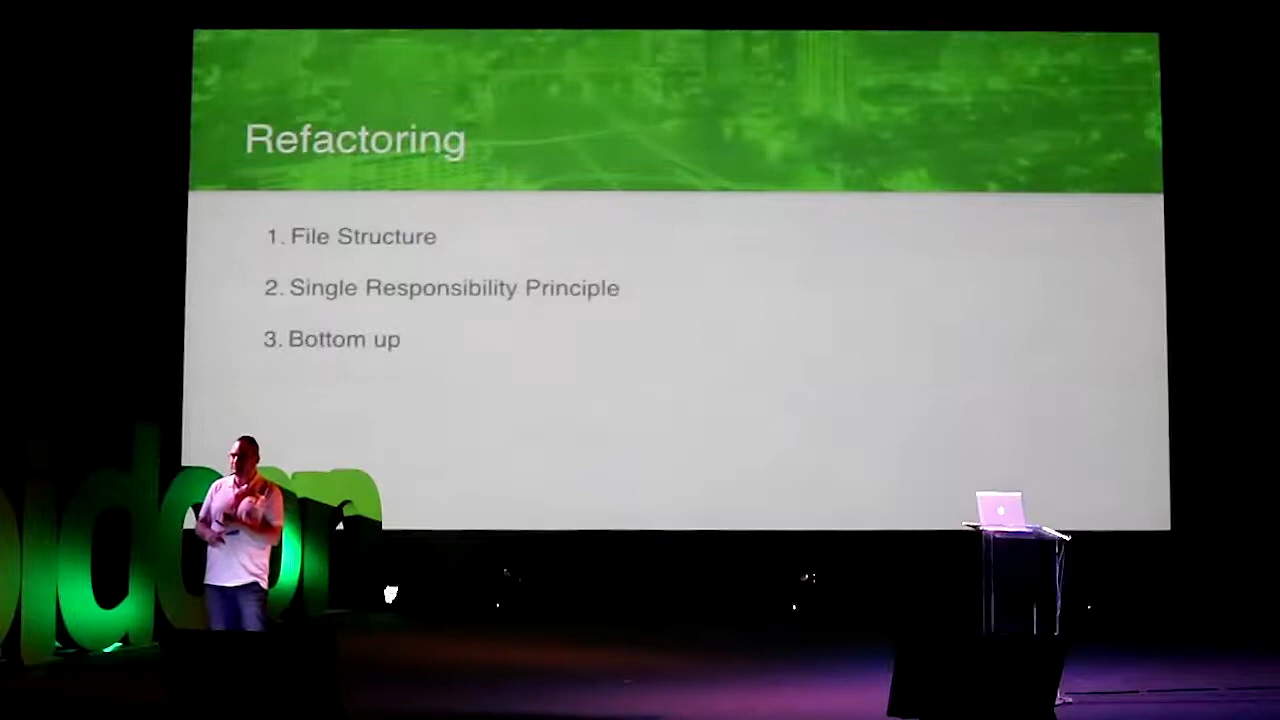 Refactoring
1. File Structure
2. Single Responsibility Principle
3. Bottom up